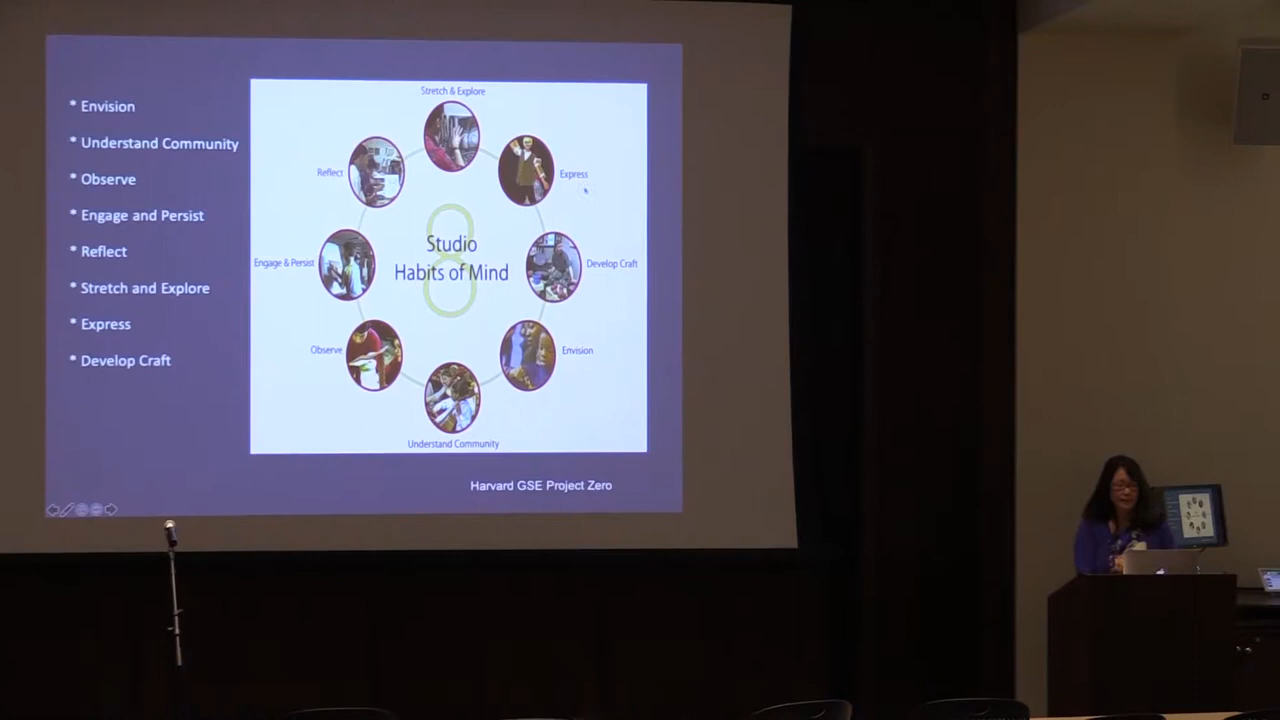 * Envision
* Understand Community
* Observe
* Engage and Persist
* Reflect
* Stretch and Explore
* Express
* Develop Craft
Stretch & Explore
Reflect
Express
8
Studio
Habits of Mind
Engage & Persist
Develop Craft
Observe
Envision
Understand Community
Harvard GSE Project Zero